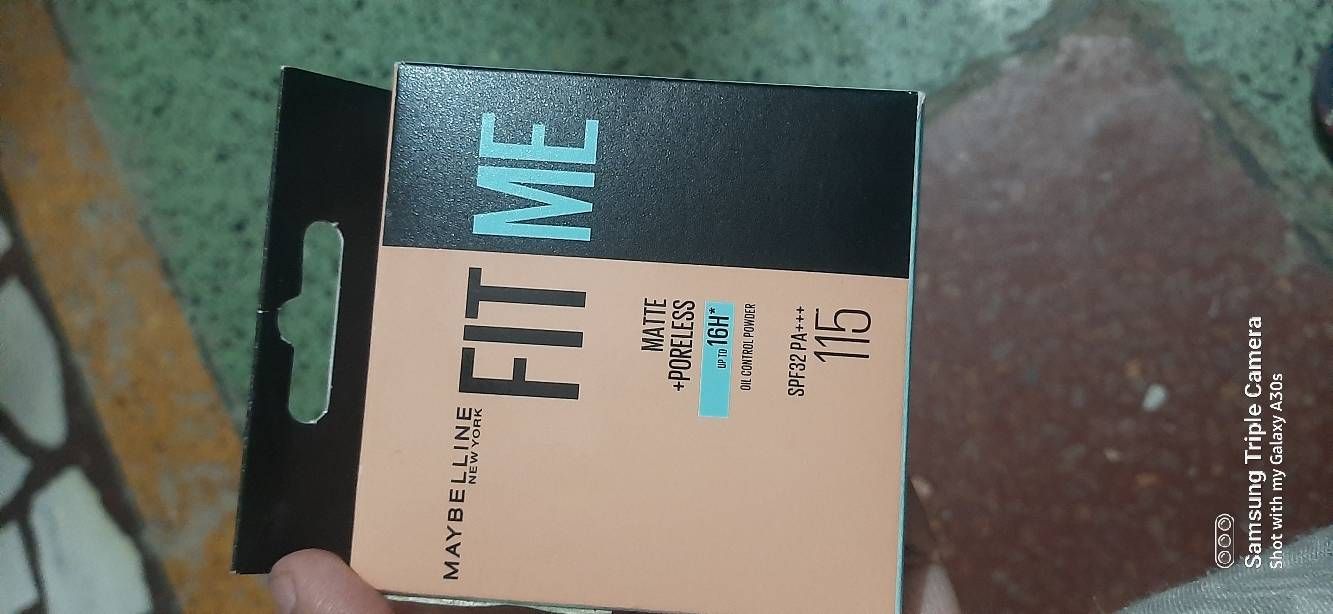 MAYBELLINE
NEW YORK
FIT ME
MATTE
+PORELESS
UP TO 16H*
OIL CONTROL POWDER
SPF32 PA+++
115
Samsung Triple Camera
Shot with my Galaxy A30s